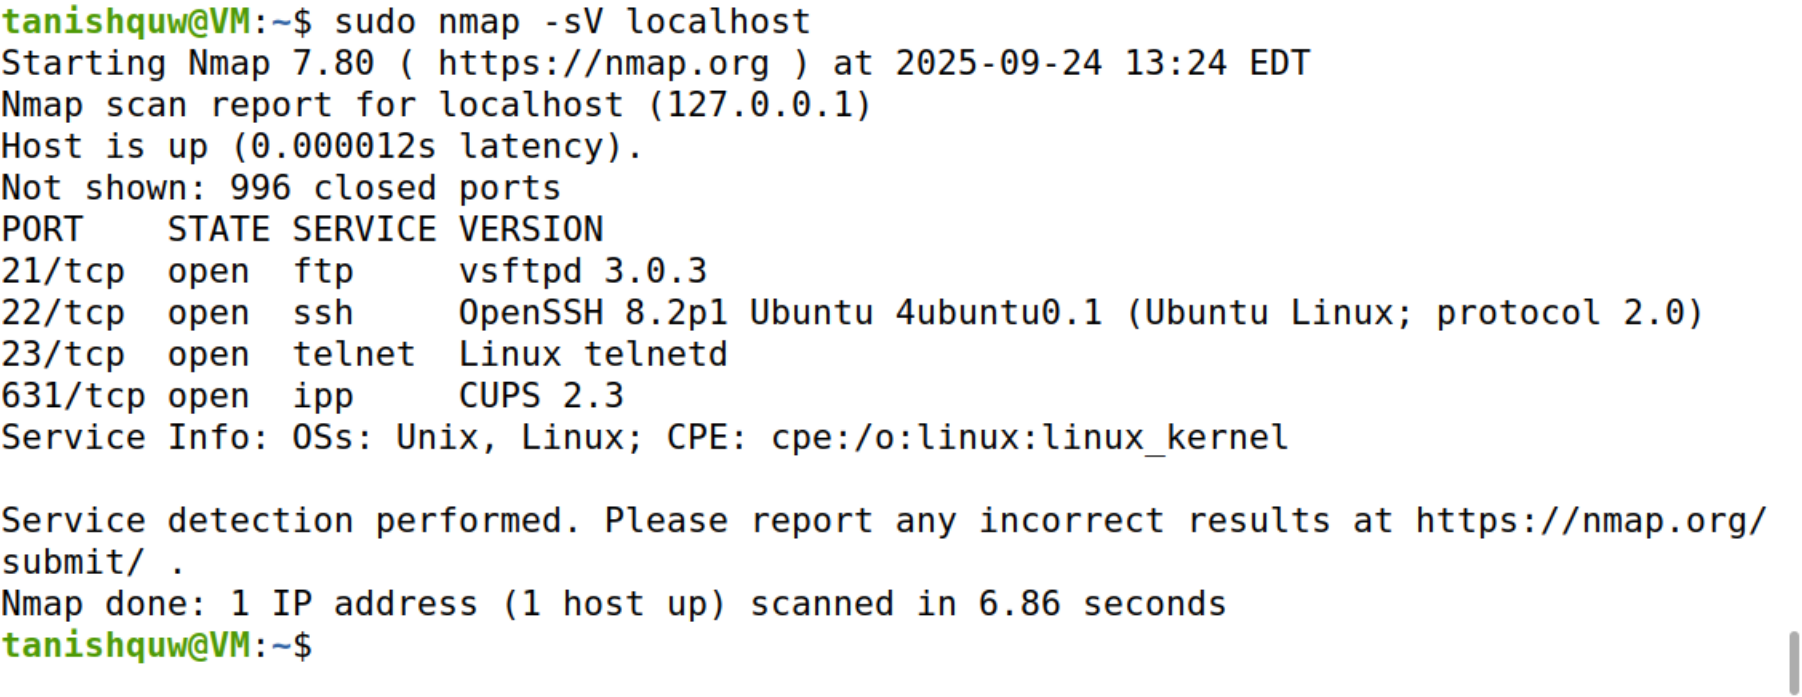 tanishquw@VM:~$ sudo nmap -sV localhost
Starting Nmap 7.80 ( https://nmap.org ) at 2025-09-24 13:24 EDT
Nmap scan report for localhost (127.0.0.1)
Host is up (0.000012s latency).
Not shown: 996 closed ports
PORT    STATE SERVICE VERSION
21/tcp  open  ftp     vsftpd 3.0.3
22/tcp  open  ssh     OpenSSH 8.2p1 Ubuntu 4ubuntu0.1 (Ubuntu Linux; protocol 2.0)
23/tcp  open  telnet  Linux telnetd
631/tcp open  ipp     CUPS 2.3
Service Info: OSs: Unix, Linux; CPE: cpe:/o:linux:linux_kernel

Service detection performed. Please report any incorrect results at https://nmap.org/
submit/ .
Nmap done: 1 IP address (1 host up) scanned in 6.86 seconds
tanishquw@VM:~$